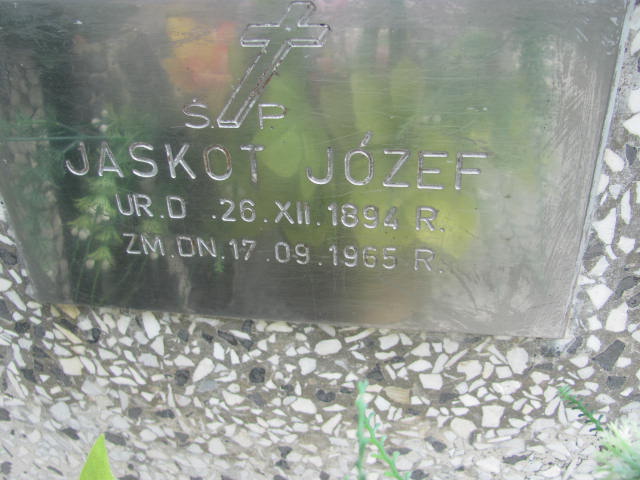 Ś. P.
JASKOT JÓZEF
UR. D .26.XII.1894 R.
ZM. DN. 17.09.1965 R.